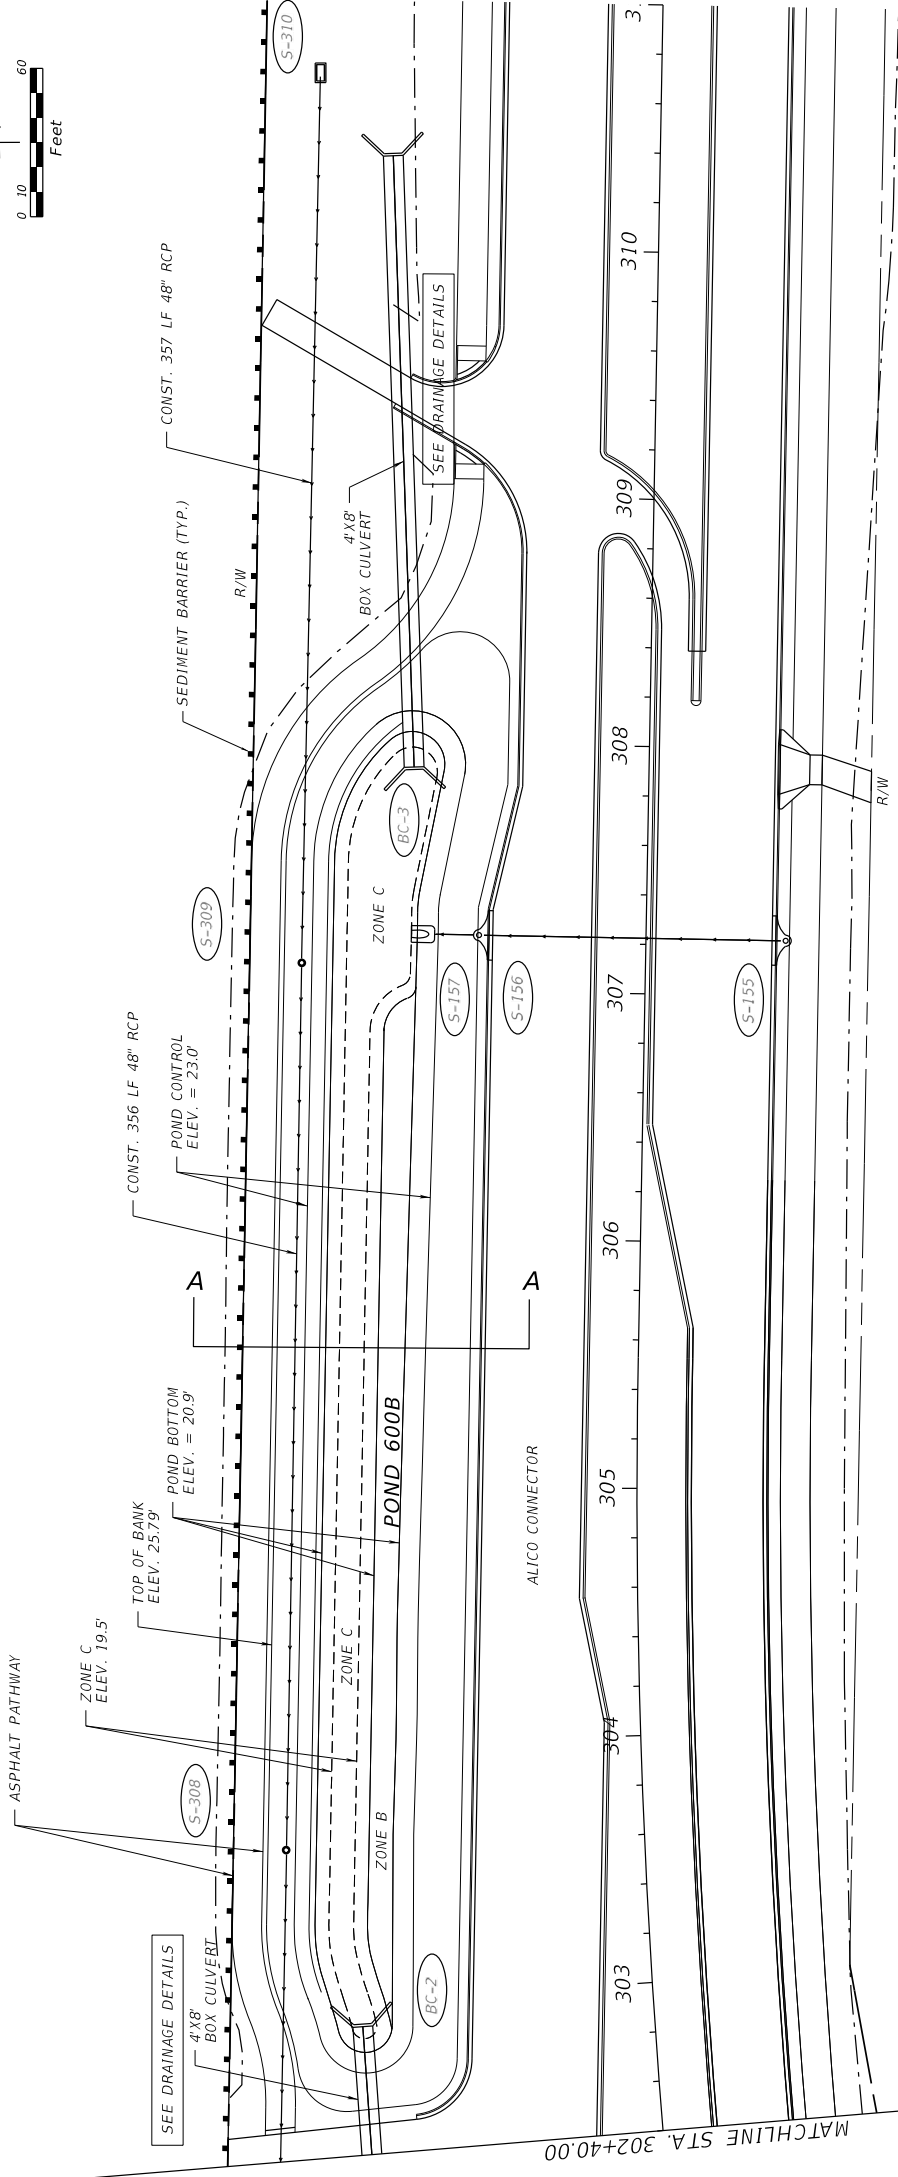 S-310
0 10 60
Feet
CONST. 357 LF 48" RCP
SEE DRAINAGE DETAILS
310
SEDIMENT BARRIER (TYP.)
R/W
4'X8'
BOX CULVERT
309
308
R/W
BC-3
S-309
ZONE C
S-157
S-156
S-155
307
CONST. 356 LF 48" RCP
POND CONTROL
ELEV. = 23.0'
306
A
A
POND BOTTOM
ELEV. = 20.9'
TOP OF BANK
ELEV. 25.79'
POND 600B
ALICO CONNECTOR
305
ZONE C
ELEV. 19.5'
ASPHALT PATHWAY
ZONE C
304
S-308
ZONE B
303
SEE DRAINAGE DETAILS
4'X8'
BOX CULVERT
BC-2
MATCHLINE STA. 302+40.00